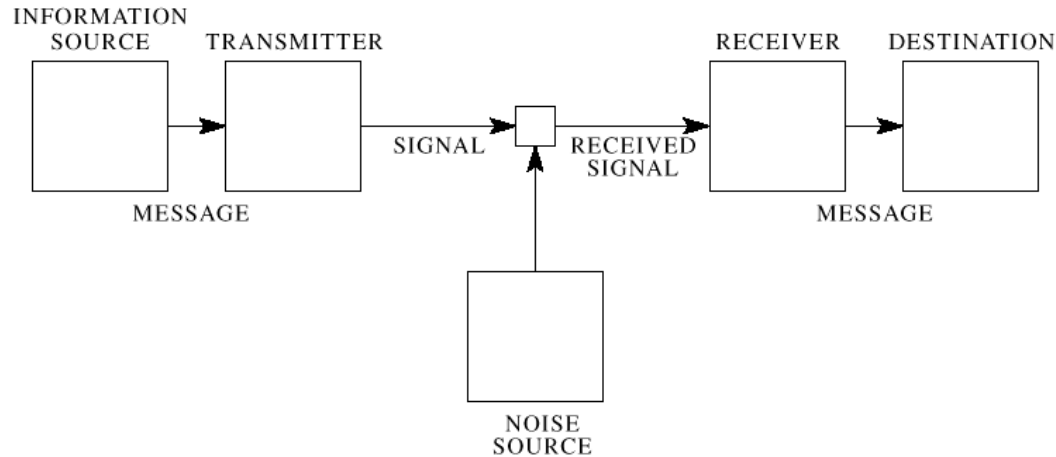 INFORMATION
SOURCE
TRANSMITTER
RECEIVER
DESTINATION
SIGNAL
RECEIVED
SIGNAL
MESSAGE
MESSAGE
NOISE
SOURCE